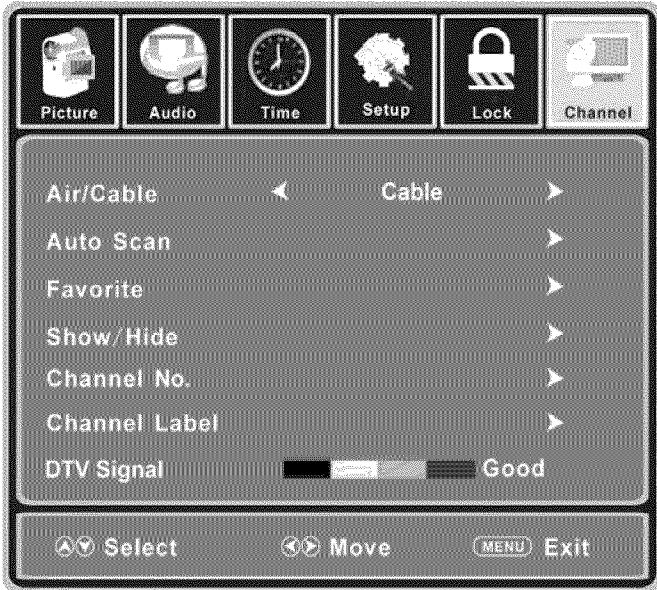 Picture Audio Time Setup Lock Channel
Air/Cable Cable
Auto Scan
Favorite
Show/Hide
Channel No.
Channel Label
DTV Signal Good
Select Move MENU Exit